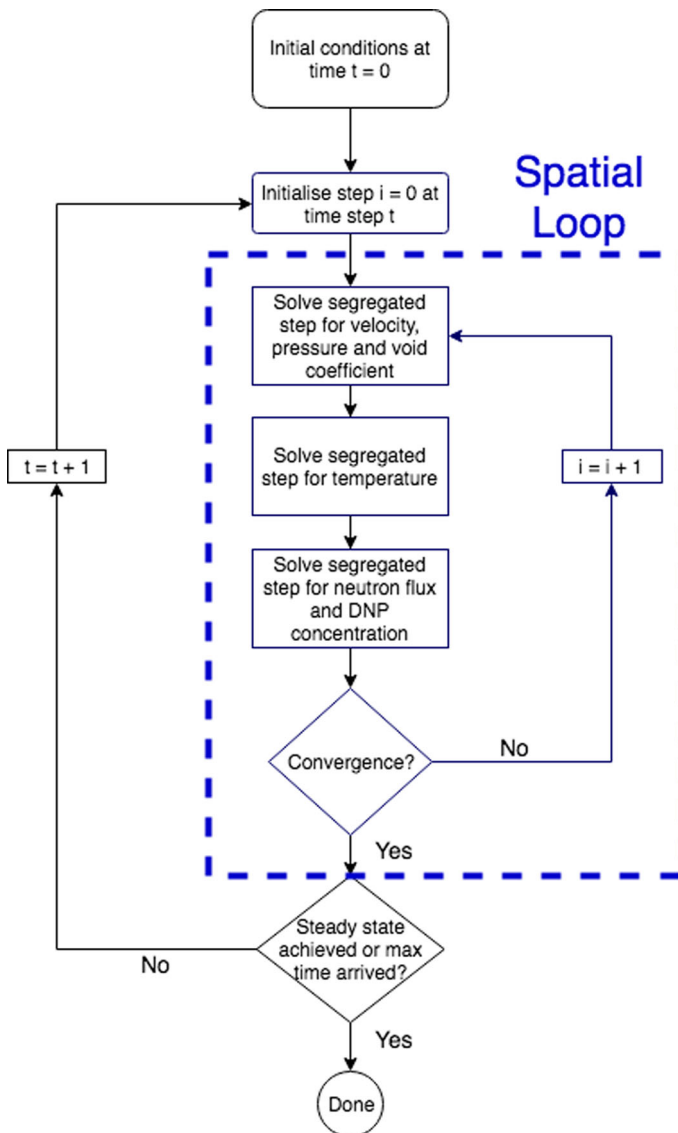 Initial conditions at
time t = 0
Spatial
Loop
Initialise step i = 0 at
time step t
Solve segregated
step for velocity,
pressure and void
coefficient
t = t + 1
Solve segregated
step for temperature
i = i + 1
Solve segregated
step for neutron flux
and DNP
concentration
Convergence?
No
Yes
Steady state
achieved or max
time arrived?
No
Yes
Done